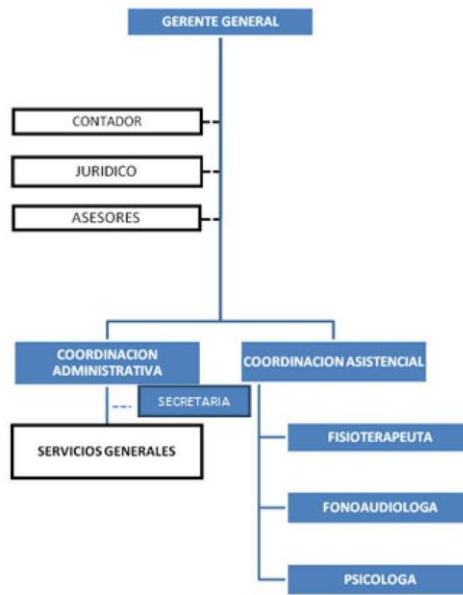 GERENTE GENERAL
CONTADOR
JURIDICO
ASESORES
COORDINACION
ADMINISTRATIVA
COORDINACION ASISTENCIAL
SECRETARIA
SERVICIOS GENERALES
FISIOTERAPEUTA
FONOAUDIOLOGA
PSICOLOGA